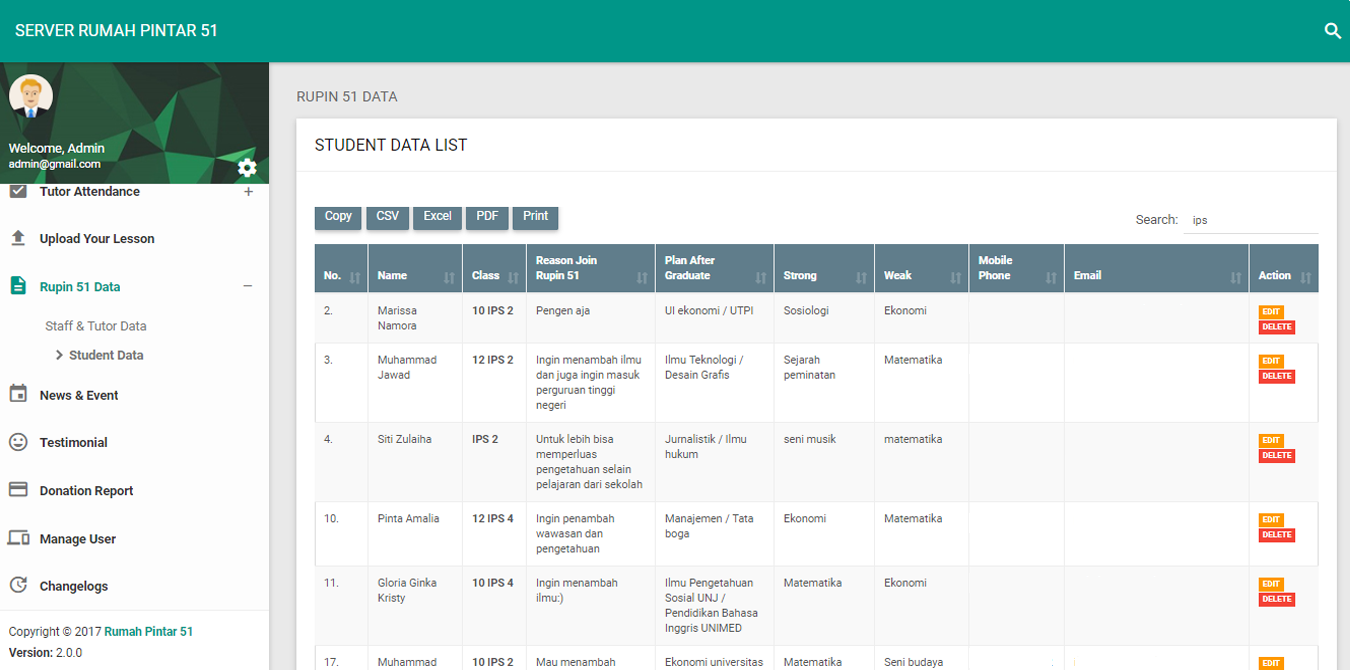 SERVER RUMAH PINTAR 51
Welcome, Admin
admin@gmail.com
Tutor Attendance +
Upload Your Lesson
Rupin 51 Data −
Staff & Tutor Data
Student Data
News & Event
Testimonial
Donation Report
Manage User
Changelogs
Copyright © 2017 Rumah Pintar 51
Version: 2.0.0
RUPIN 51 DATA
STUDENT DATA LIST
Copy CSV Excel PDF Print
Search: ips
No. Name Class Reason Join Rupin 51 Plan After Graduate Strong Weak Mobile Phone Email Action
2. Marissa 10 IPS 2 Pengen aja UI ekonomi / UTPI Sosiologi Ekonomi EDIT
Namora DELETE
3. Muhammad 12 IPS 2 Ingin menambah ilmu Ilmu Teknologi / Sejarah Matematika EDIT
Jawad dan juga ingin masuk Desain Grafis peminatan DELETE
perguruan tinggi
negeri
4. Siti Zulaiha IPS 2 Untuk lebih bisa Jurnalistik / Ilmu seni musik matematika EDIT
memperluas hukum DELETE
pengetahuan selain
pelajaran dari sekolah
10. Pinta Amalia 12 IPS 4 Ingin penambah Manajemen / Tata Ekonomi Matematika EDIT
wawasan dan boga DELETE
pengetahuan
11. Gloria Ginka 10 IPS 4 Ingin menambah Ilmu Pengetahuan Matematika Ekonomi EDIT
Kristy ilmu:) Sosial UNJ / DELETE
Pendidikan Bahasa
Inggris UNIMED
17. Muhammad 10 IPS 2 Mau menambah Ekonomi universitas Matematika Seni budaya EDIT